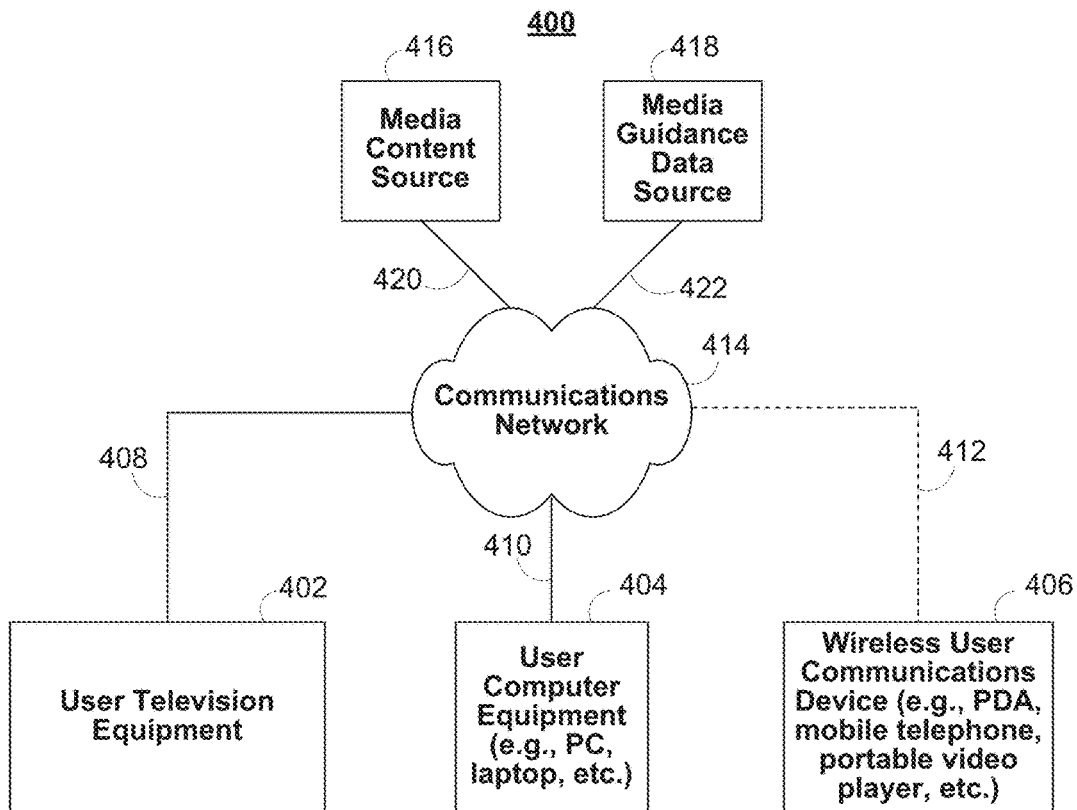 400
416
418
Media
Content
Source
Media
Guidance
Data
Source
420
422
414
Communications
Network
408
412
410
402
404
406
User Television
Equipment
User
Computer
Equipment
(e.g., PC,
laptop, etc.)
Wireless User
Communications
Device (e.g., PDA,
mobile telephone,
portable video
player, etc.)